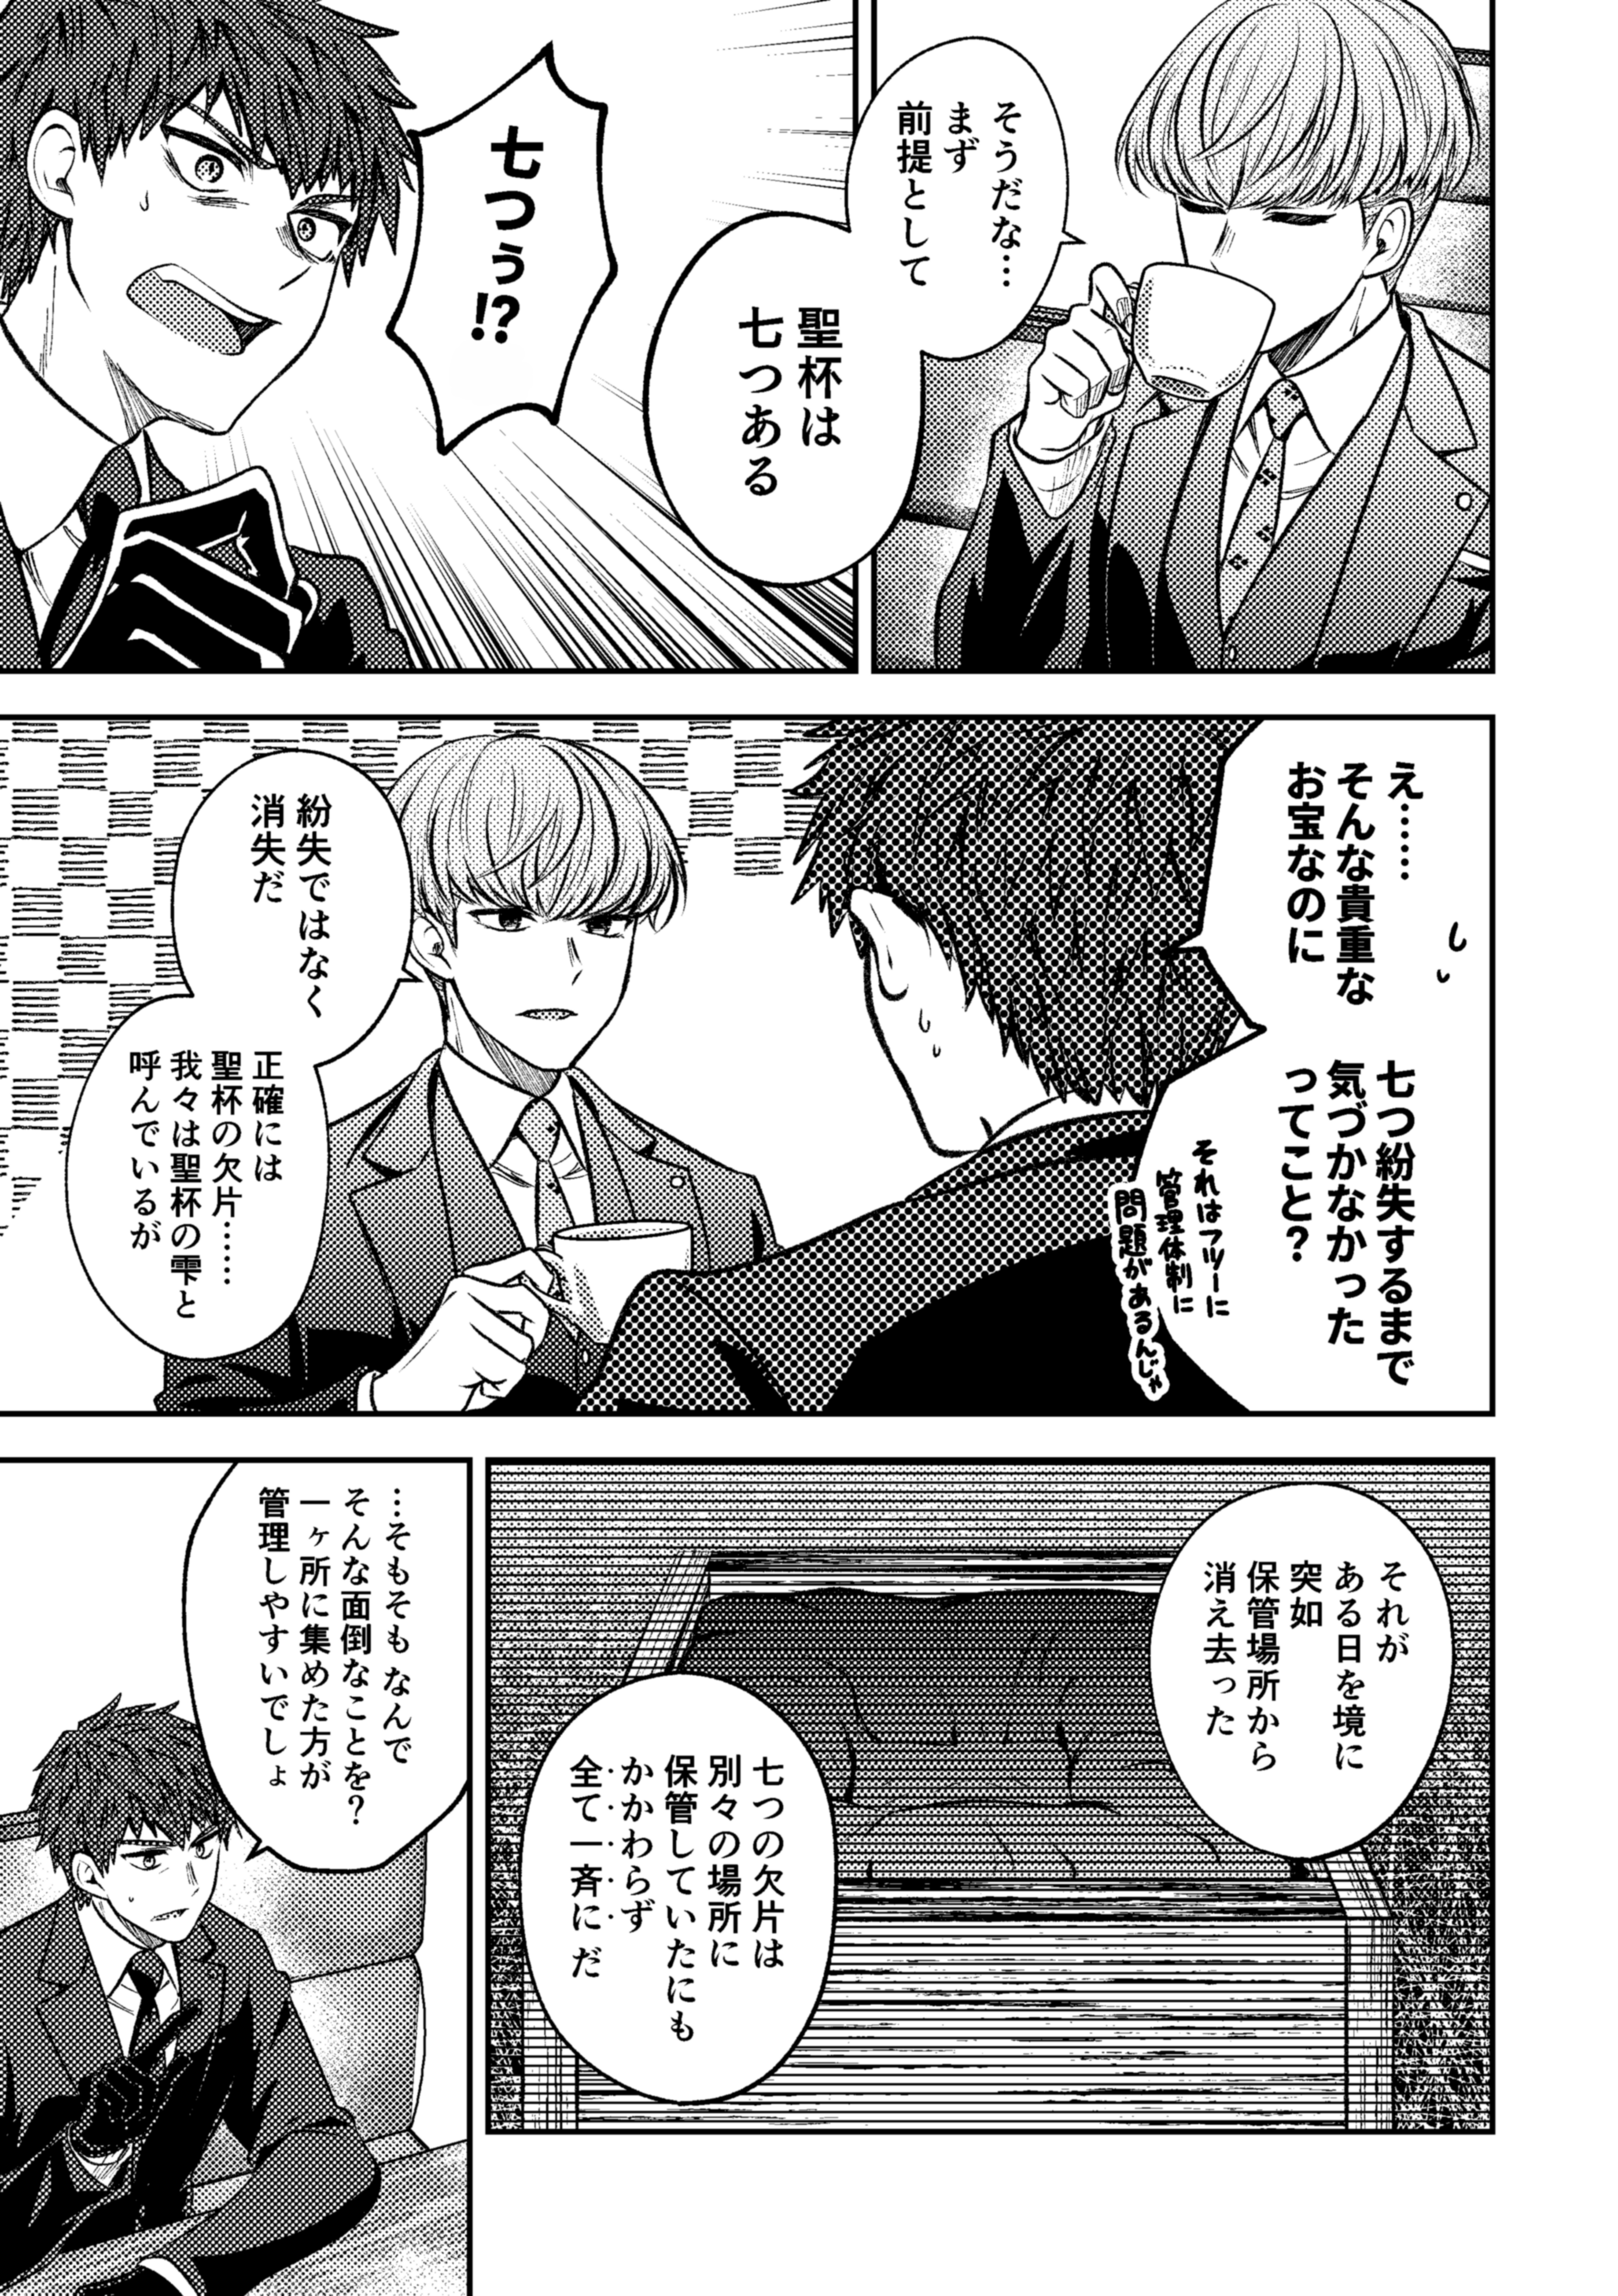 そうだな…
まず
前提として
聖杯は
七つある
七つぅ!?
え……
そんな貴重な
お宝なのに
七つ紛失するまで
気づかなかった
ってこと?
それはフツーに
管理体制に
問題があるんじゃ
紛失ではなく
消失だ
正確には
聖杯の欠片……
我々は聖杯の雫と
呼んでいるが
それが
ある日を境に
突如
保管場所から
消え去った
七つの欠片は
別々の場所に
保管していたにも
かかわらず
全て一斉にだ
…そもそもなんで
そんな面倒なことを?
一ヶ所に集めた方が
管理しやすいでしょ